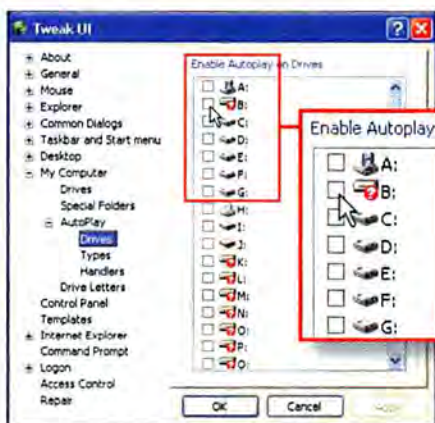 Tweak UI
About
General
Mouse
Explorer
Common Dialogs
Taskbar and Start menu
Desktop
My Computer
Drives
Special Folders
AutoPlay
Drives
Types
Handlers
Drive Letters
Control Panel
Templates
Internet Explorer
Command Prompt
Logon
Access Control
Repair
Enable Autoplay on Drives
A:
B:
C:
D:
E:
F:
G:
H:
I:
J:
K:
L:
M:
N:
O:
P:
Enable Autoplay
A:
B:
C:
D:
E:
F:
G:
OK
Cancel
Apply